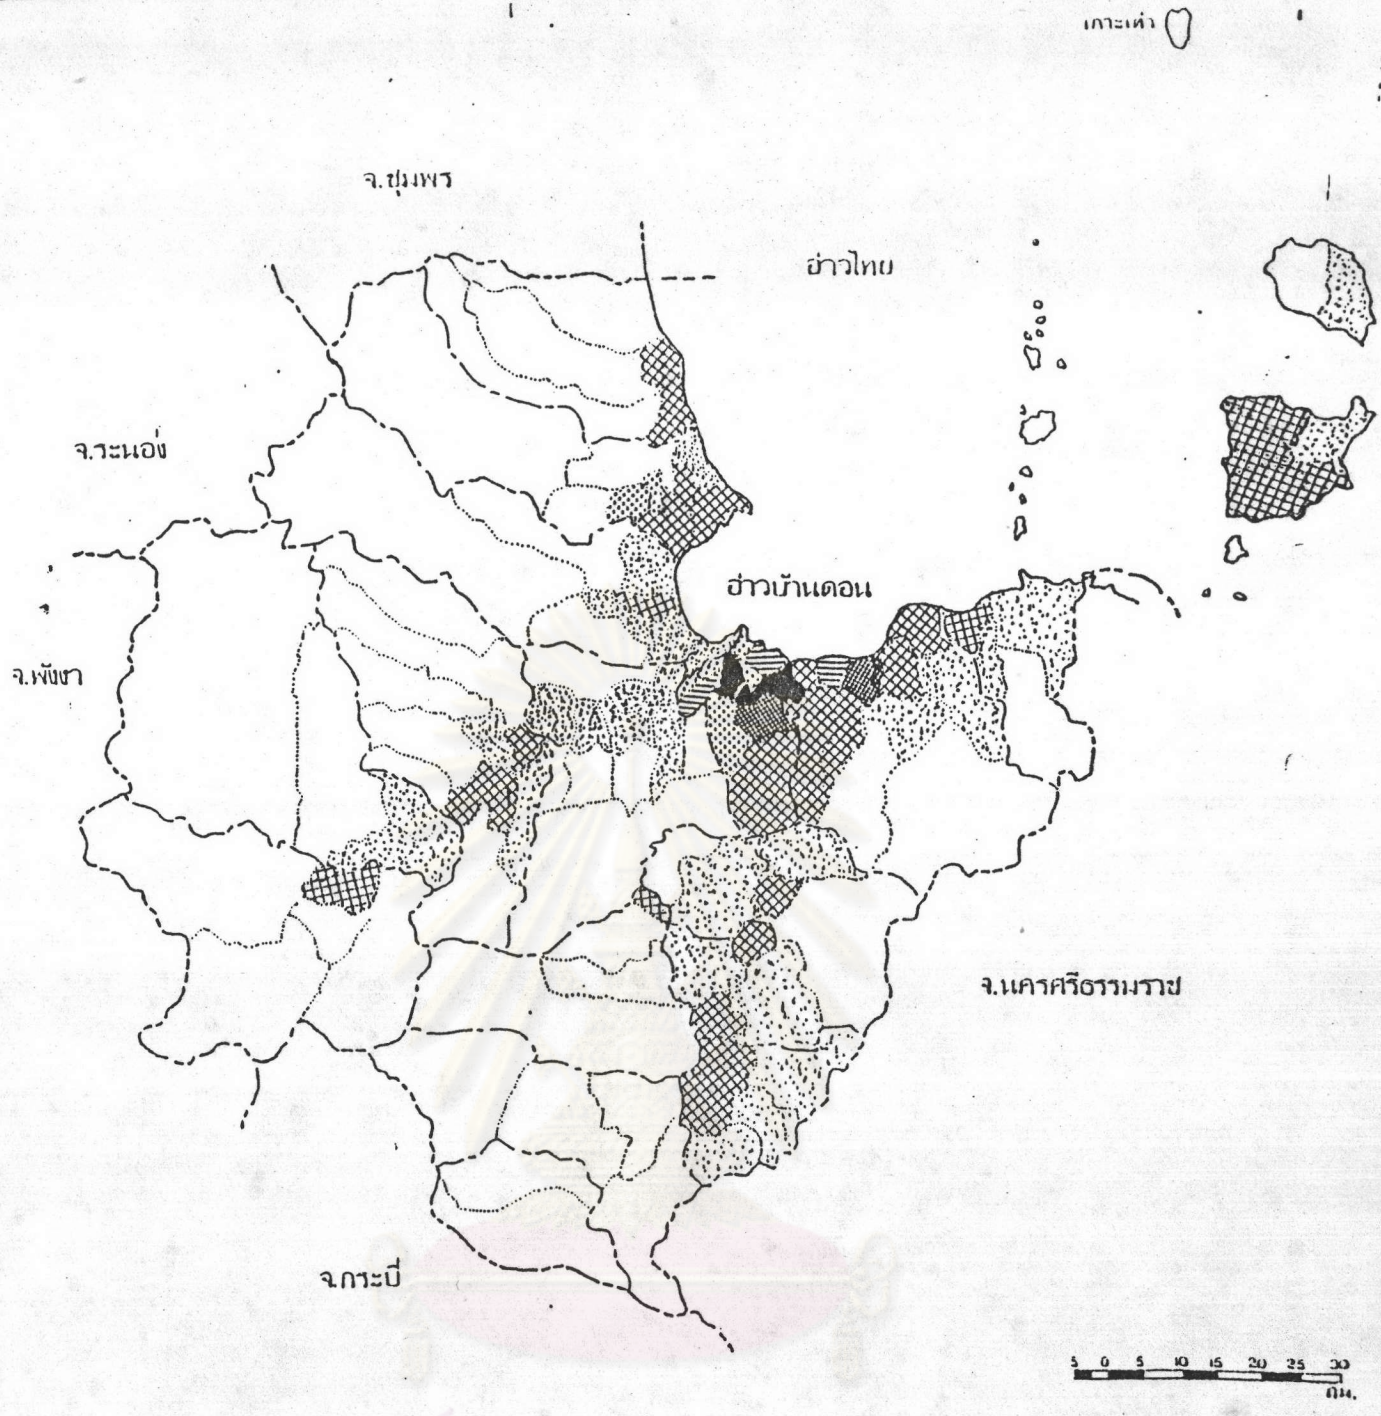 เกาะเต่า
จ.ชุมพร
อ่าวไทย
จ.ระนอง
อ่าวบ้านดอน
จ.พังงา
จ.นครศรีธรรมราช
จ.กระบี่
5 0 5 10 15 20 25 30
กม.